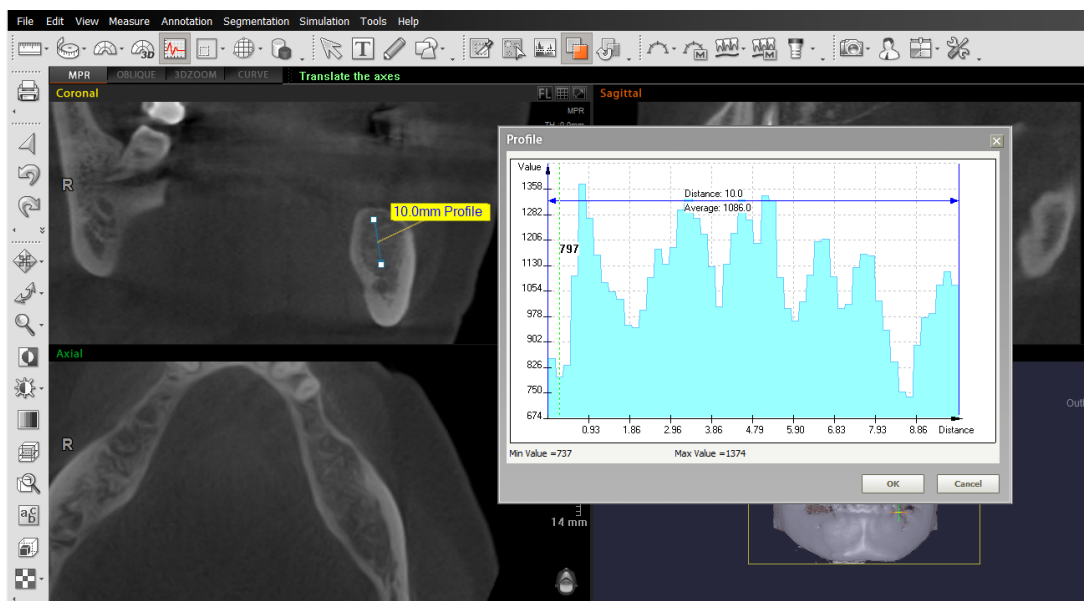 File Edit View Measure Annotation Segmentation Simulation Tools Help
3D T M M
MPR OBLIQUE 3DZOOM CURVE Translate the axes
Coronal FL Sagittal
MPR
R
10.0mm Profile
Profile
Value
1358
1282
1206
1130
1054
978
902
826
750
674
Distance: 10.0
Average: 1086.0
797
0.93 1.86 2.96 3.86 4.79 5.90 6.83 7.93 8.86 Distance
Min Value =737 Max Value =1374
OK Cancel
Axial
R
14 mm